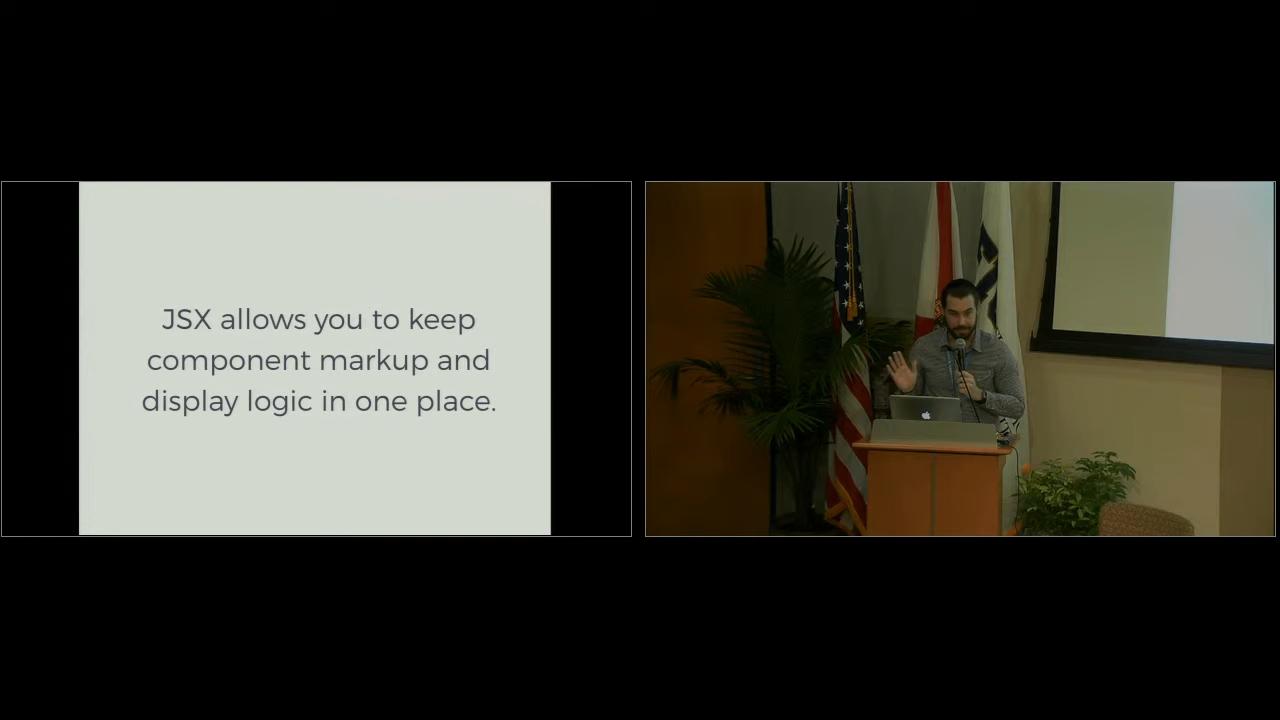 JSX allows you to keep
component markup and
display logic in one place.